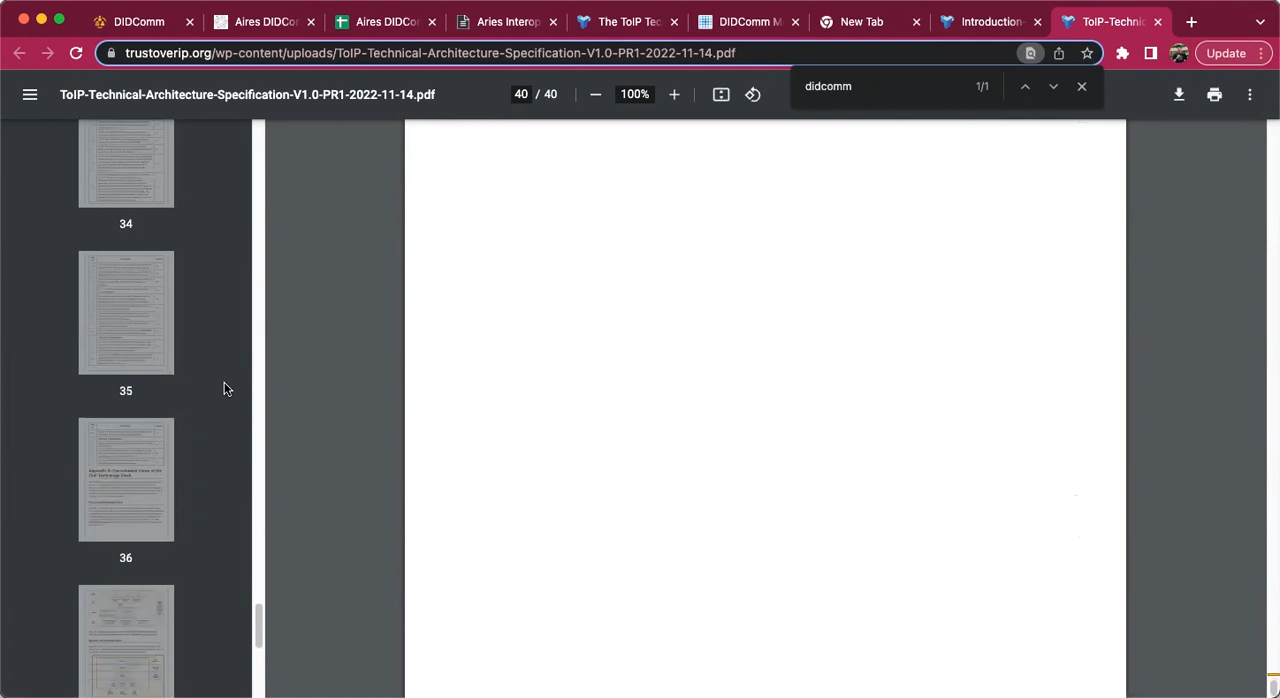 DIDComm
Aires DIDCo
Aires DIDCo
Aries Interop
The ToIP Tec
DIDComm M
New Tab
Introduction-
ToIP-Technic
trustoverip.org/wp-content/uploads/ToIP-Technical-Architecture-Specification-V1.0-PR1-2022-11-14.pdf
Update
ToIP-Technical-Architecture-Specification-V1.0-PR1-2022-11-14.pdf
40 / 40
100%
didcomm
1/1
34
35
36